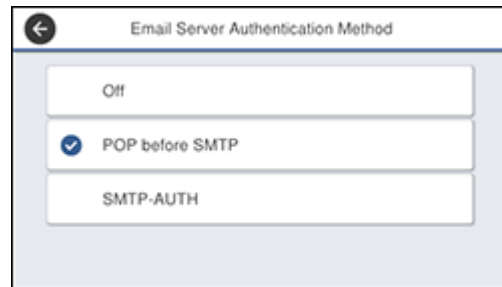 Email Server Authentication Method
Off
POP before SMTP
SMTP-AUTH